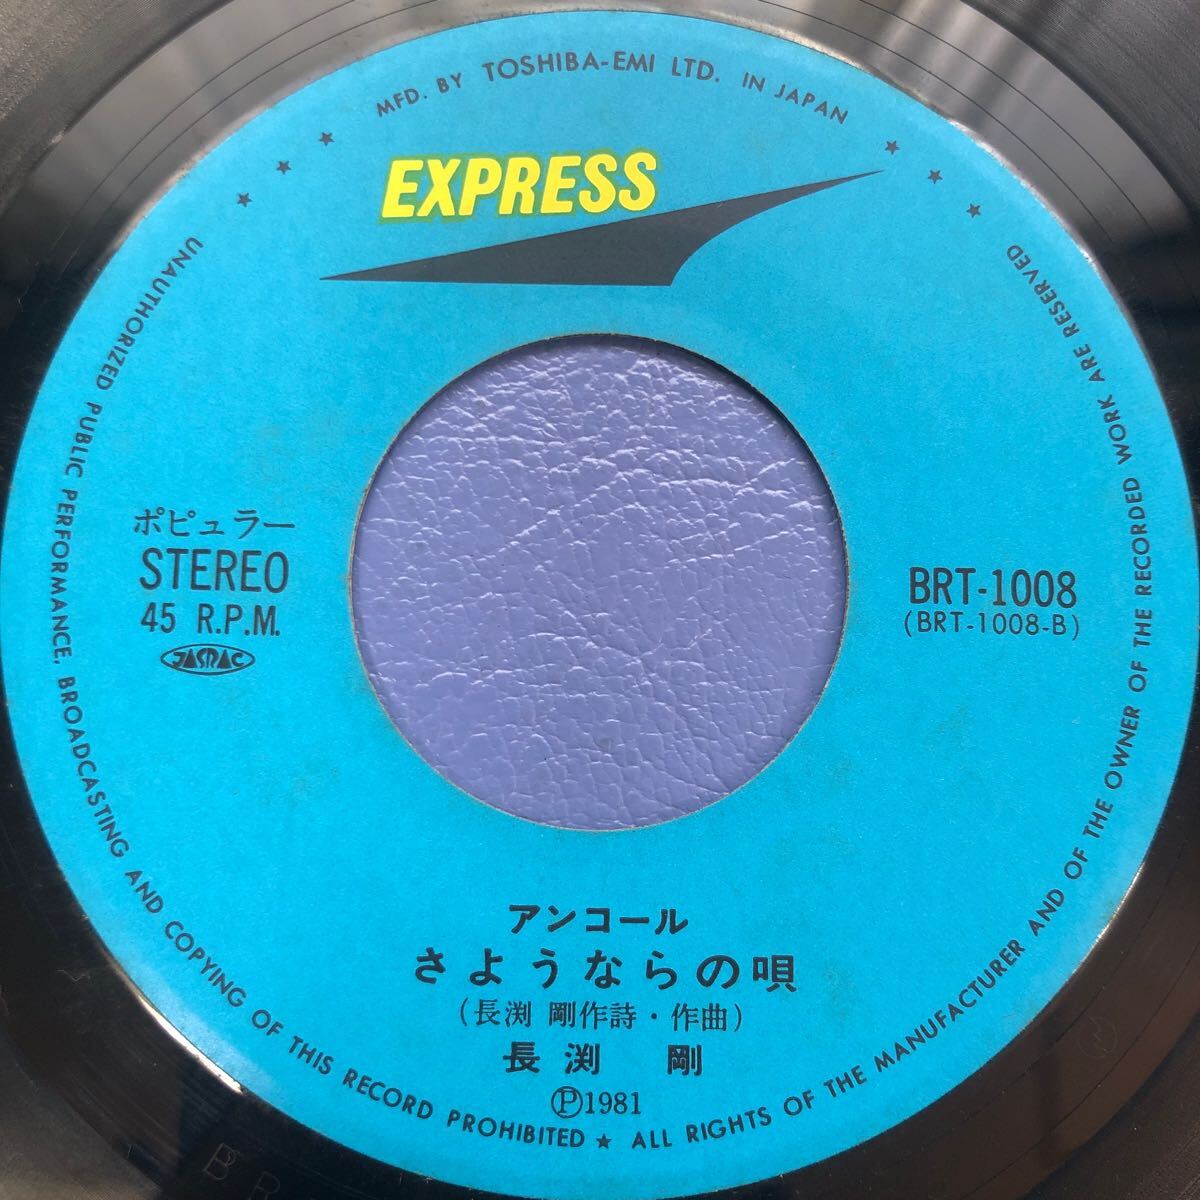 MFD. BY TOSHIBA-EMI LTD. IN JAPAN
EXPRESS
ポピュラー
STEREO
45 R.P.M.
JASRAC
BRT-1008
(BRT-1008-B)
アンコール
さようならの唄
(長渕 剛作詩・作曲)
長渕 剛
Ⓟ1981
UNAUTHORIZED PUBLIC PERFORMANCE, BROADCASTING AND COPYING OF THIS RECORD PROHIBITED ★ ALL RIGHTS OF THE MANUFACTURER AND OF THE OWNER OF THE RECORDED WORK ARE RESERVED